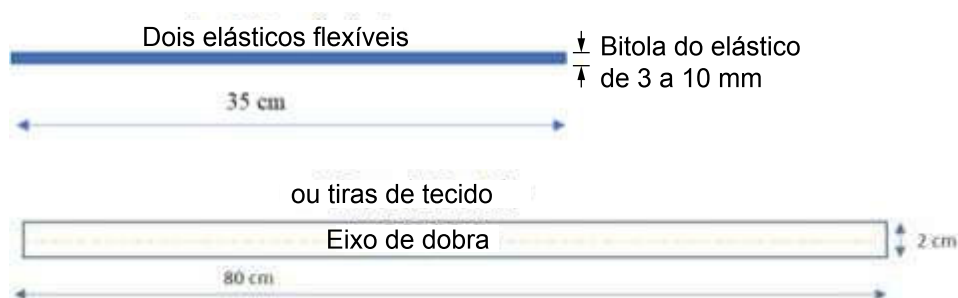 Dois elásticos flexíveis
Bitola do elástico
de 3 a 10 mm
35 cm
ou tiras de tecido
Eixo de dobra
2 cm
80 cm